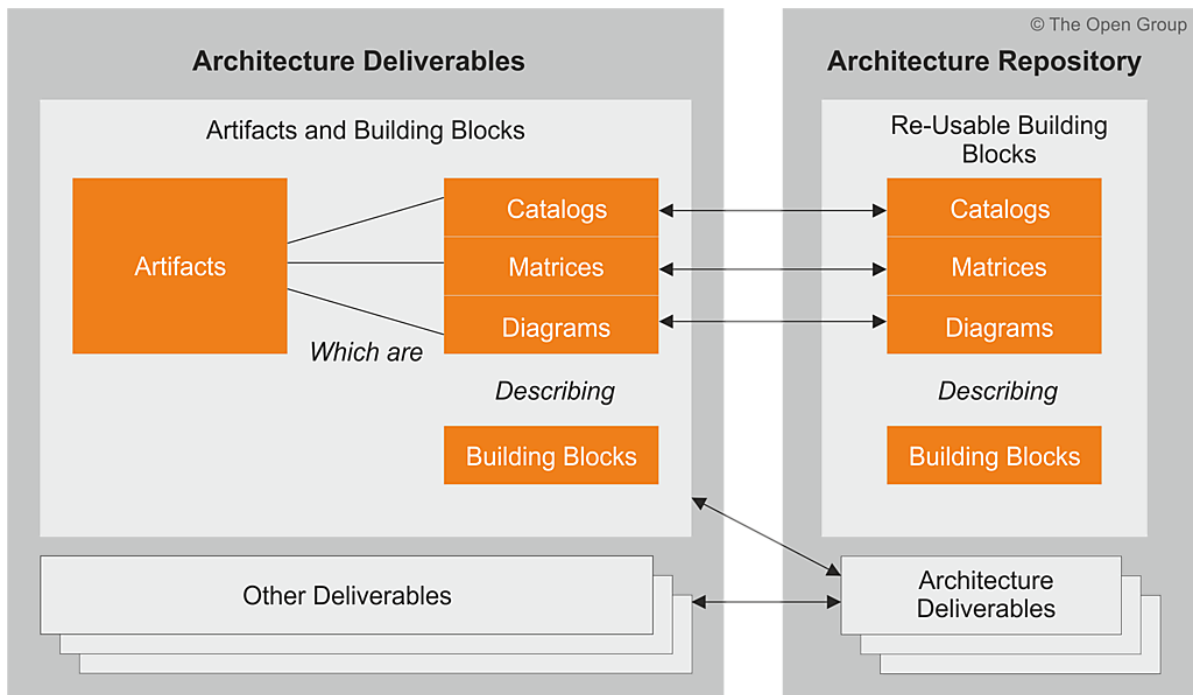 © The Open Group
Architecture Deliverables
Artifacts and Building Blocks
Artifacts
Which are
Catalogs
Matrices
Diagrams
Describing
Building Blocks
Other Deliverables
Architecture Repository
Re-Usable Building
Blocks
Catalogs
Matrices
Diagrams
Describing
Building Blocks
Architecture
Deliverables